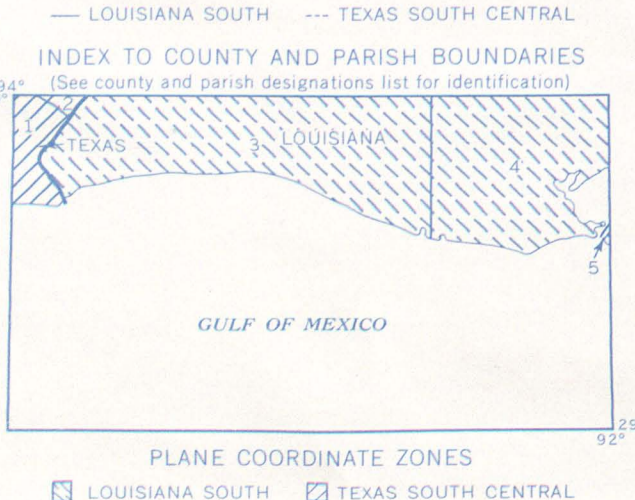 — LOUISIANA SOUTH --- TEXAS SOUTH CENTRAL
INDEX TO COUNTY AND PARISH BOUNDARIES
(See county and parish designations list for identification)
94°
1
2
TEXAS
3
LOUISIANA
4
5
GULF OF MEXICO
29
92°
PLANE COORDINATE ZONES
LOUISIANA SOUTH TEXAS SOUTH CENTRAL